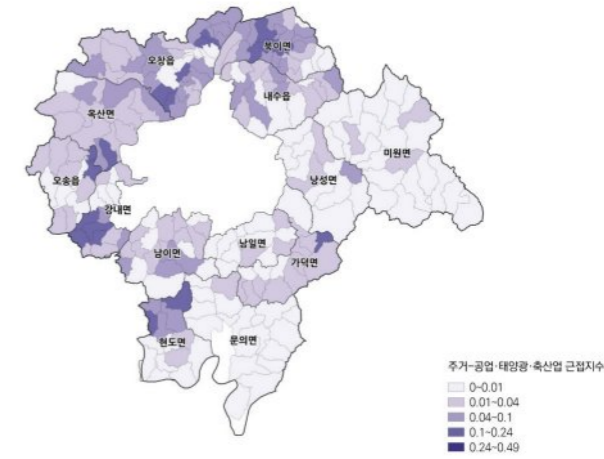 오창읍
북이면
내수읍
옥산면
미원면
오송읍
낭성면
강내면
남이면
남일면
가덕면
현도면
문의면
주거-공업·태양광·축산업 근접지수
0~0.01
0.01~0.04
0.04~0.1
0.1~0.24
0.24~0.49